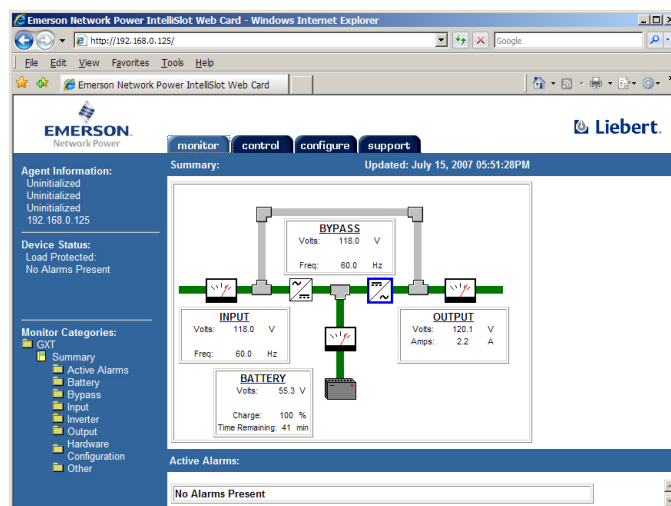 Emerson Network Power IntelliSlot Web Card - Windows Internet Explorer
http://192.168.0.125/
Google
File Edit View Favorites Tools Help
Emerson Network Power IntelliSlot Web Card
EMERSON.
Network Power
monitor control configure support
Liebert.
Summary: Updated: July 15, 2007 05:51:28PM
Agent Information:
Uninitialized
Uninitialized
Uninitialized
192.168.0.125
Device Status:
Load Protected:
No Alarms Present
Monitor Categories:
GXT
Summary
Active Alarms
Battery
Bypass
Input
Inverter
Output
Hardware
Configuration
Other
BYPASS
Volts: 118.0 V
Freq: 60.0 Hz
INPUT
Volts: 118.0 V
Freq: 60.0 Hz
OUTPUT
Volts: 120.1 V
Amps: 2.2 A
BATTERY
Volts: 55.3 V
Charge: 100 %
Time Remaining: 41 min
Active Alarms:
No Alarms Present